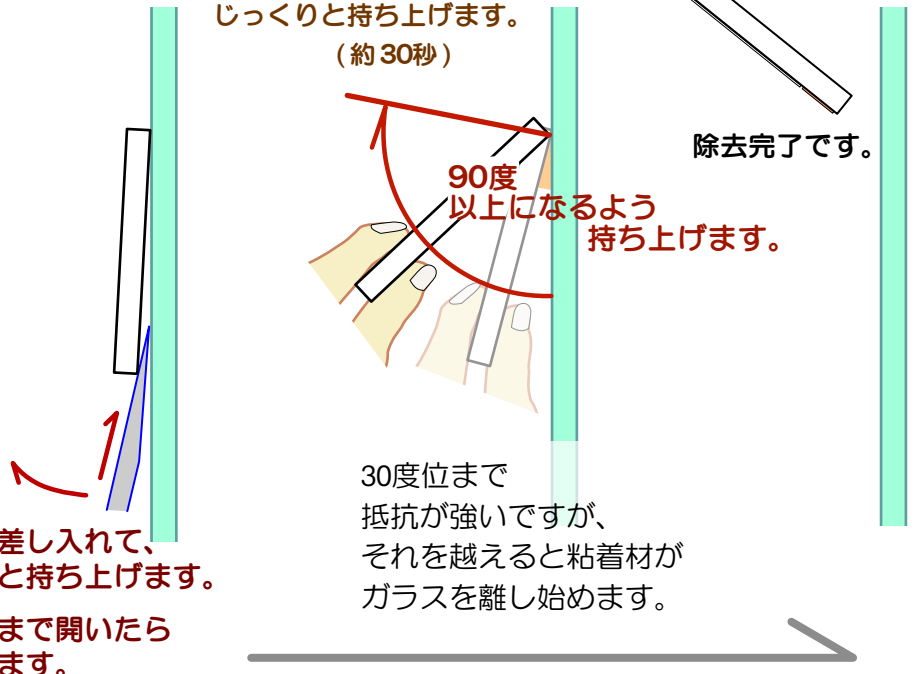 じっくりと持ち上げます。
(約30秒)
除去完了です。
90度
以上になるよう
持ち上げます。
30度位まで
抵抗が強いですが、
それを越えると粘着材が
ガラスを離し始めます。
差し入れて、
と持ち上げます。
まで開いたら
ます。